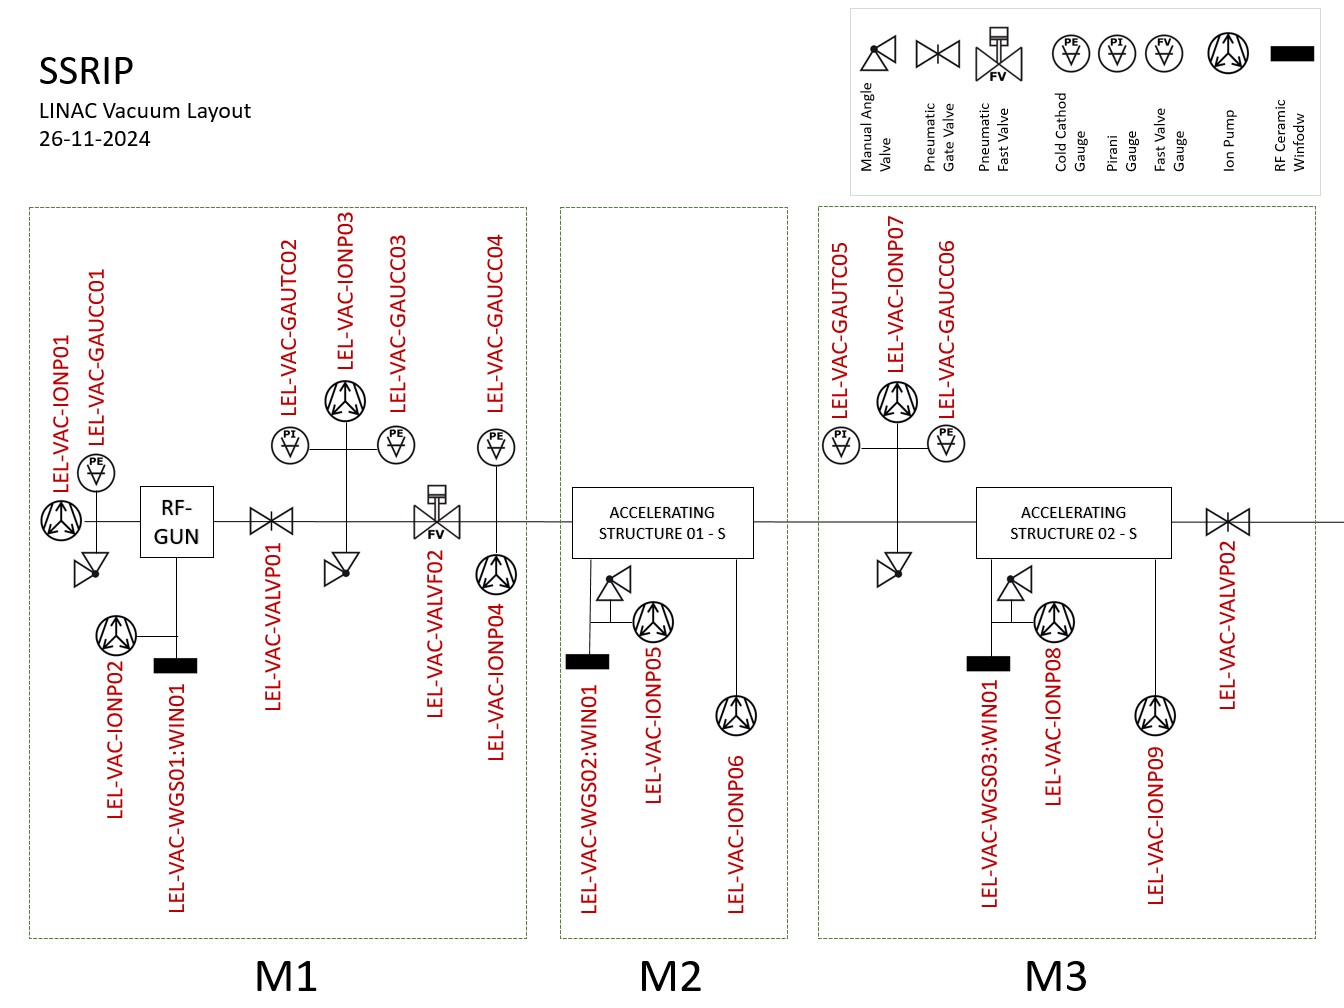 SSRIP
LINAC Vacuum Layout
26-11-2024
FV
PE
PI
FV
Manual Angle
Valve
Pneumatic
Gate Valve
Pneumatic
Fast Valve
Cold Cathod
Gauge
Pirani
Gauge
Fast Valve
Gauge
Ion Pump
RF Ceramic
Winfodw
LEL-VAC-IONP01
LEL-VAC-GAUCC01
PE
RF-
GUN
LEL-VAC-IONP02
LEL-VAC-WGS01:WIN01
LEL-VAC-VALVP01
LEL-VAC-GAUTC02
PI
LEL-VAC-IONP03
LEL-VAC-GAUCC03
PE
FV
LEL-VAC-VALVF02
LEL-VAC-GAUCC04
PE
LEL-VAC-IONP04
M1
ACCELERATING
STRUCTURE 01 - S
LEL-VAC-WGS02:WIN01
LEL-VAC-IONP05
LEL-VAC-IONP06
M2
LEL-VAC-GAUTC05
PI
LEL-VAC-IONP07
LEL-VAC-GAUCC06
PE
ACCELERATING
STRUCTURE 02 - S
LEL-VAC-WGS03:WIN01
LEL-VAC-IONP08
LEL-VAC-IONP09
LEL-VAC-VALVP02
M3